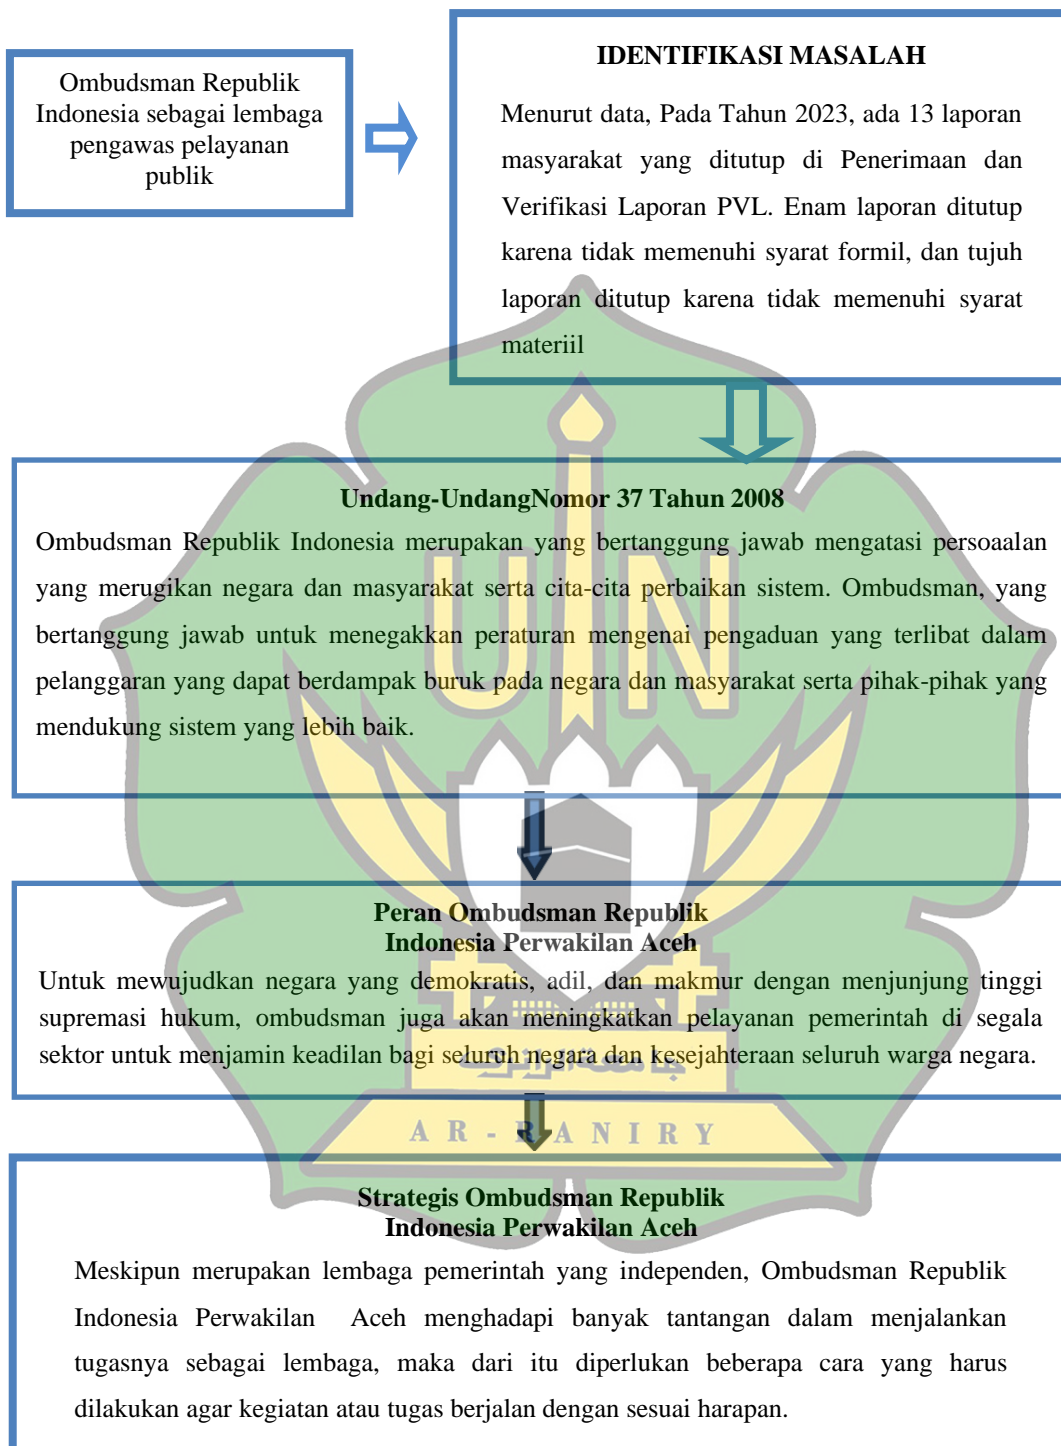 Ombudsman Republik
Indonesia sebagai lembaga
pengawas pelayanan
publik
IDENTIFIKASI MASALAH
Menurut data, Pada Tahun 2023, ada 13 laporan
masyarakat yang ditutup di Penerimaan dan
Verifikasi Laporan PVL. Enam laporan ditutup
karena tidak memenuhi syarat formil, dan tujuh
laporan ditutup karena tidak memenuhi syarat
materiil
Undang-UndangNomor 37 Tahun 2008
Ombudsman Republik Indonesia merupakan yang bertanggung jawab mengatasi persoaalan
yang merugikan negara dan masyarakat serta cita-cita perbaikan sistem. Ombudsman, yang
bertanggung jawab untuk menegakkan peraturan mengenai pengaduan yang terlibat dalam
pelanggaran yang dapat berdampak buruk pada negara dan masyarakat serta pihak-pihak yang
mendukung sistem yang lebih baik.
UIN
Peran Ombudsman Republik
Indonesia Perwakilan Aceh
Untuk mewujudkan negara yang demokratis, adil, dan makmur dengan menjunjung tinggi
supremasi hukum, ombudsman juga akan meningkatkan pelayanan pemerintah di segala
sektor untuk menjamin keadilan bagi seluruh negara dan kesejahteraan seluruh warga negara.
جامعة الرانري
AR-RANIRY
Strategis Ombudsman Republik
Indonesia Perwakilan Aceh
Meskipun merupakan lembaga pemerintah yang independen, Ombudsman Republik
Indonesia Perwakilan Aceh menghadapi banyak tantangan dalam menjalankan
tugasnya sebagai lembaga, maka dari itu diperlukan beberapa cara yang harus
dilakukan agar kegiatan atau tugas berjalan dengan sesuai harapan.